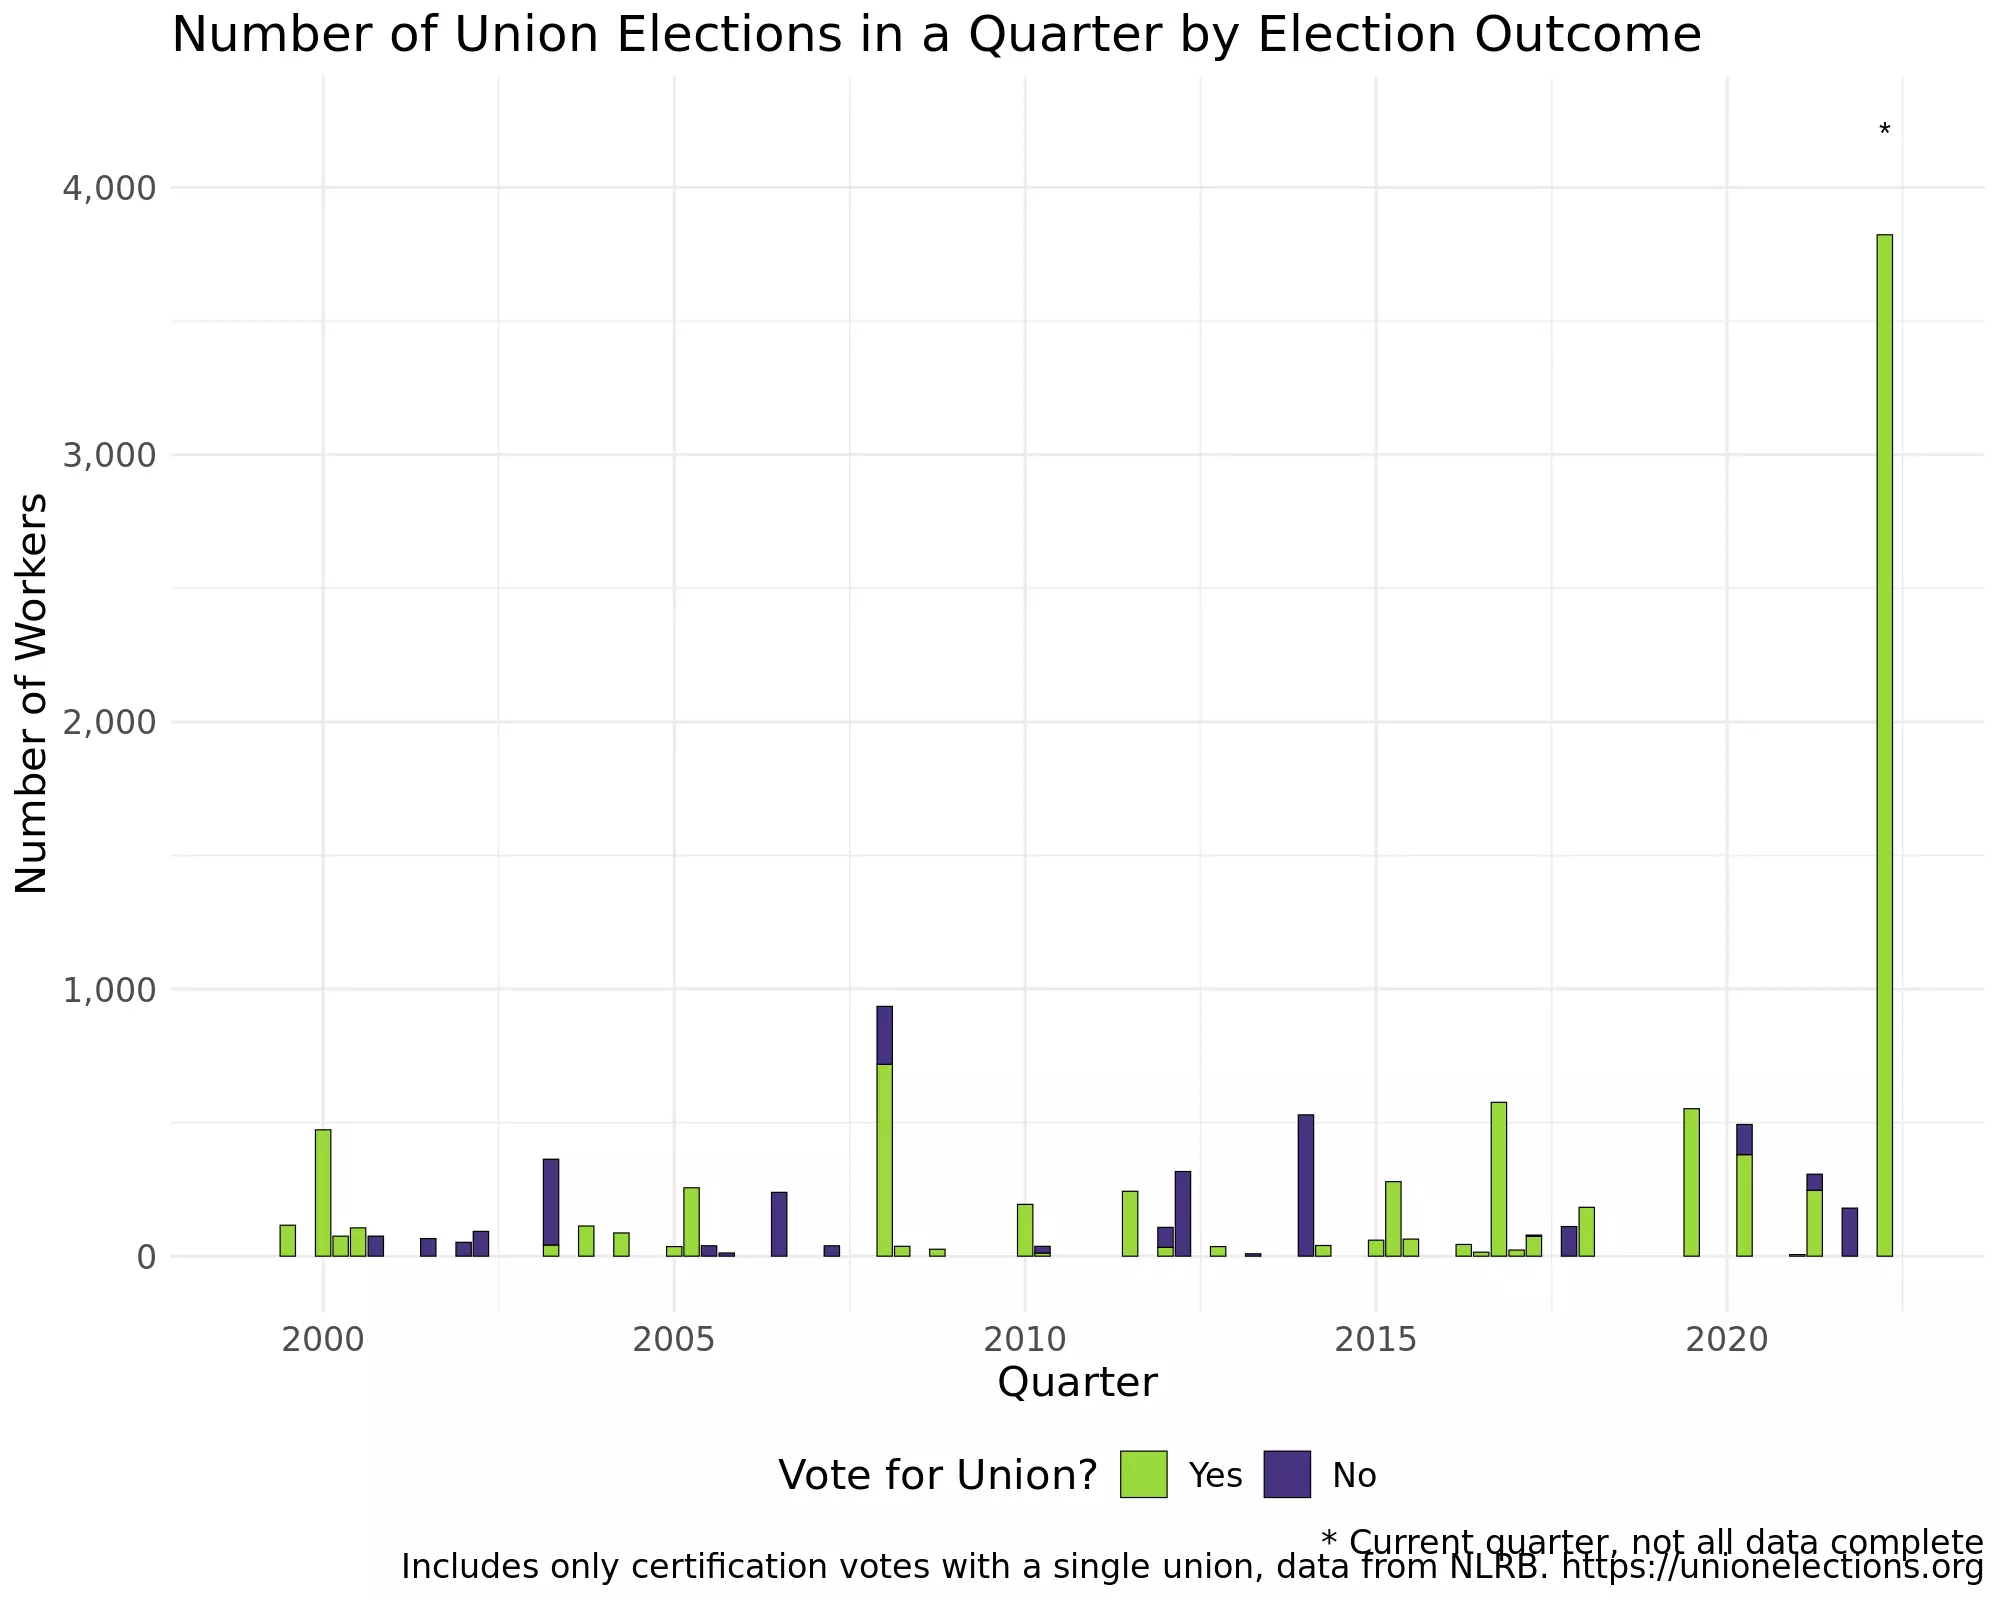 Number of Union Elections in a Quarter by Election Outcome
*
4,000
3,000
2,000
1,000
0
Number of Workers
2000 2005 2010 2015 2020
Quarter
Vote for Union? Yes No
* Current quarter, not all data complete
Includes only certification votes with a single union, data from NLRB. https://unionelections.org